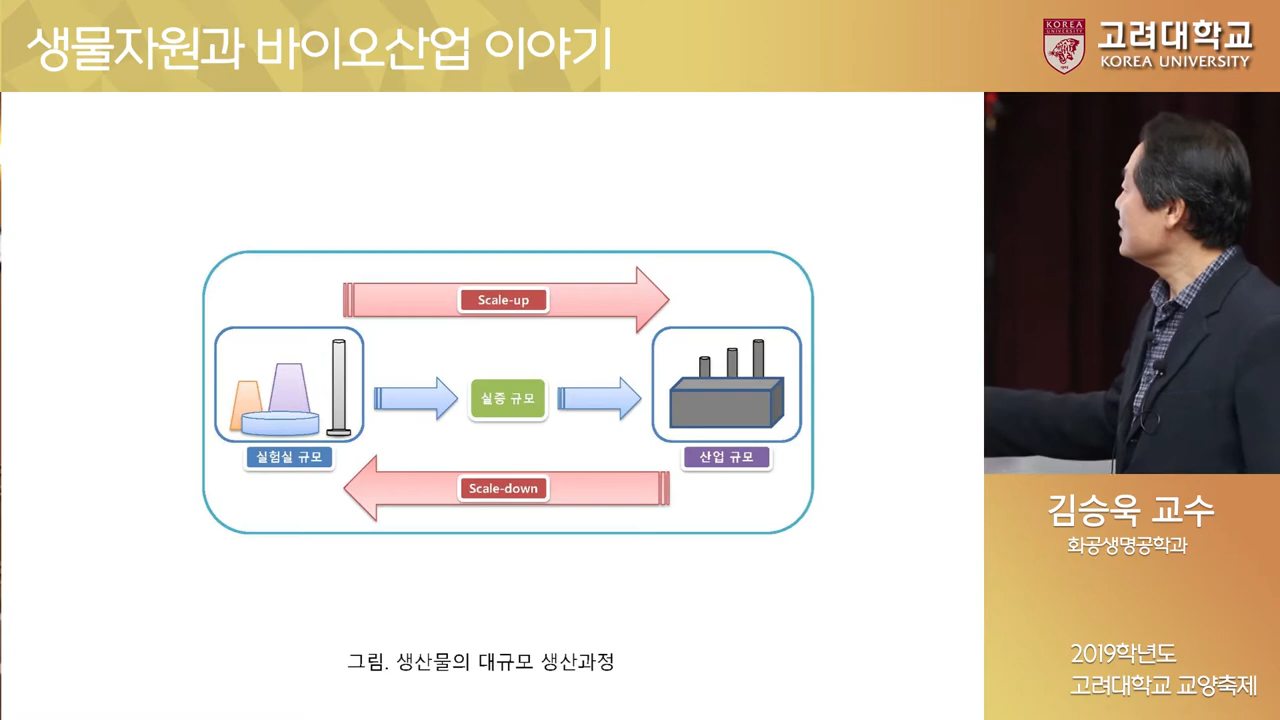 생물자원과 바이오산업 이야기
KOREA
UNIVERSITY
고려대학교
KOREA UNIVERSITY
Scale-up
실증 규모
실험실 규모
산업 규모
Scale-down
그림. 생산물의 대규모 생산과정
김승욱 교수
화공생명공학과
2019학년도
고려대학교 교양축제